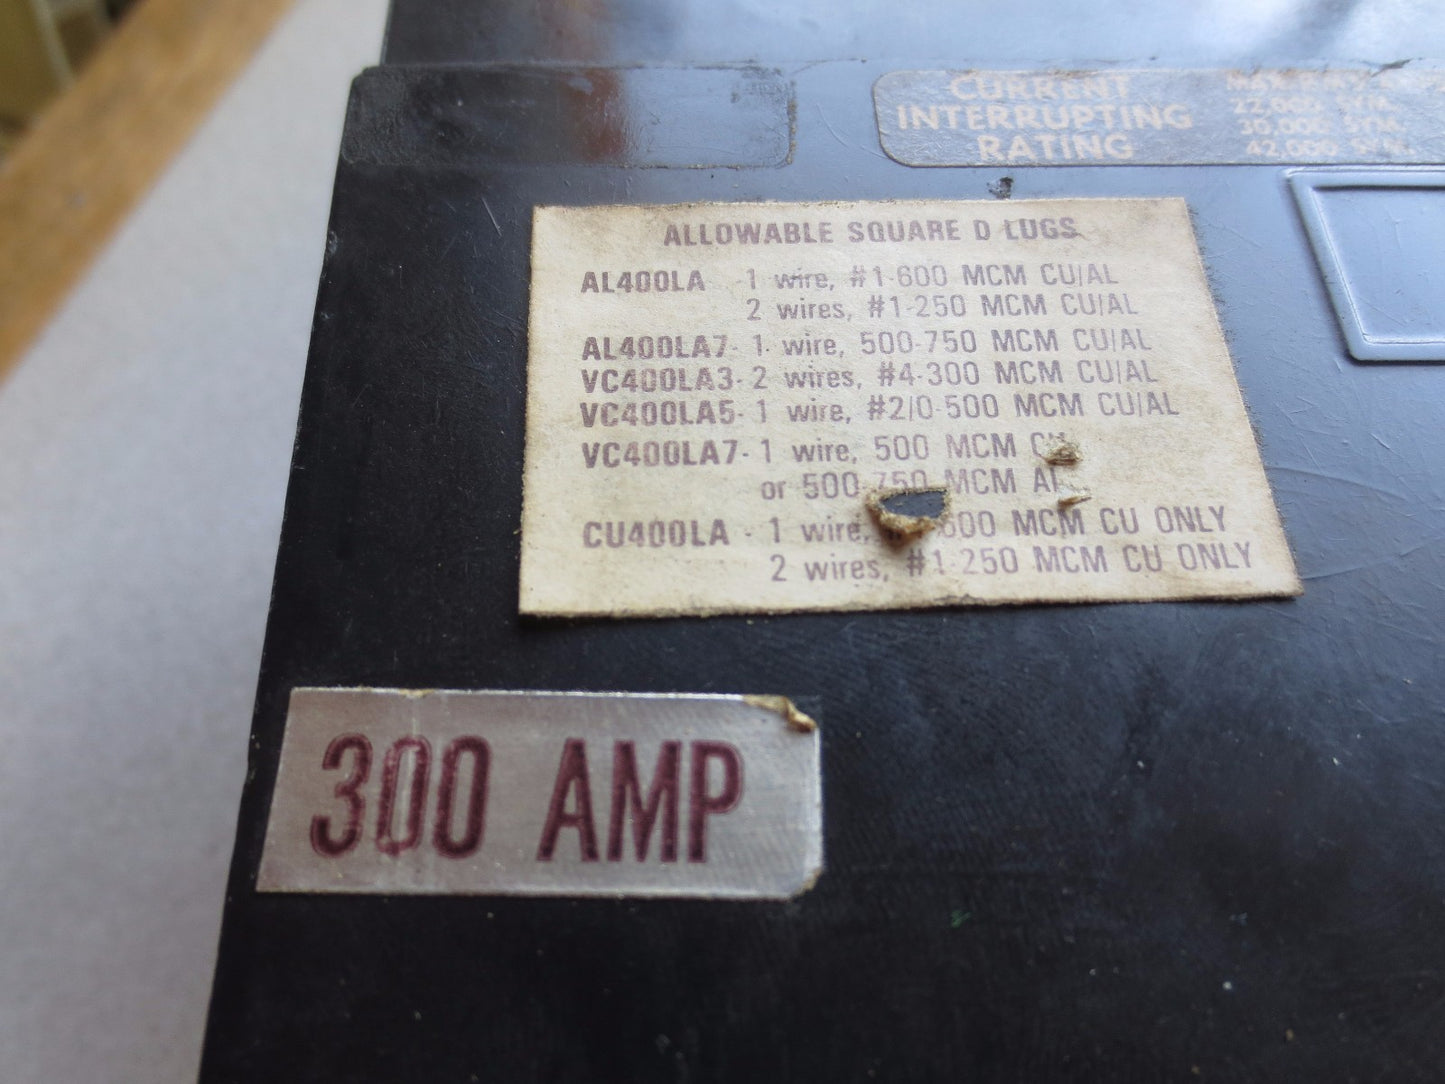 CURRENT
INTERRUPTING
RATING
22,000 SYM.
30,000 SYM.
42,000 SYM.
ALLOWABLE SQUARE D LUGS
AL400LA - 1 wire, #1-600 MCM CU/AL
2 wires, #1-250 MCM CU/AL
AL400LA7- 1 wire, 500-750 MCM CU/AL
VC400LA3- 2 wires, #4-300 MCM CU/AL
VC400LA5- 1 wire, #2/0-500 MCM CU/AL
VC400LA7- 1 wire, 500 MCM CU
or 500-750 MCM Al
CU400LA - 1 wire, 600 MCM CU ONLY
2 wires, #1-250 MCM CU ONLY
300 AMP